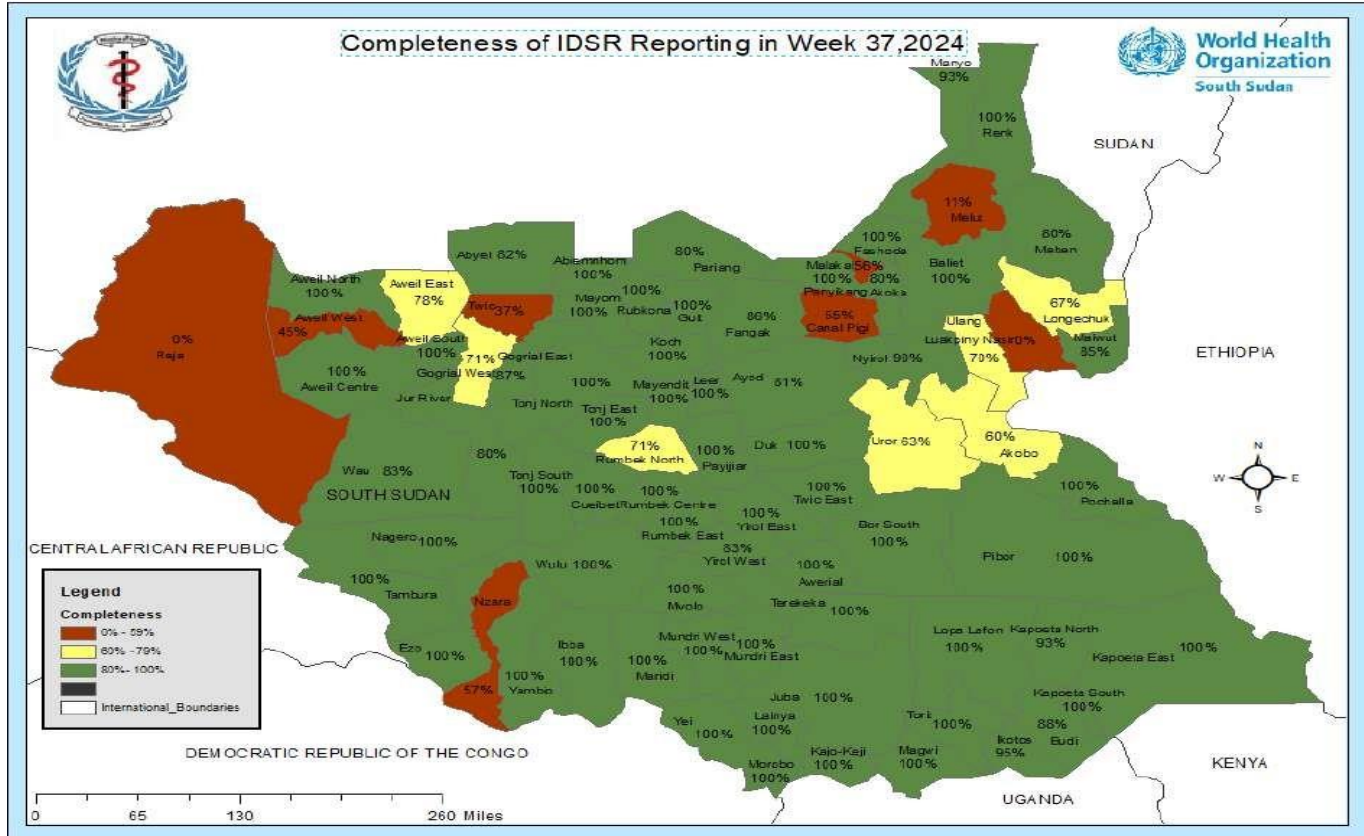 Completeness of IDSR Reporting in Week 37,2024
World Health
Organization
South Sudan
Manyo
93%
100%
Renk
SUDAN
11%
Melut
80%
Maban
100%
Fashoda
Baliet
100%
Malakal 56%
100%
Panyikang
80%
Akoka
55%
Canal Pigi
67%
Longechuk
Maiwut
85%
Ulang
Luakpiny Nasir 0%
70%
ETHIOPIA
Abyei 82%
Abiemnhom
100%
80%
Pariang
Aweil North
100%
Aweil East
78%
Twic 37%
Mayom
100%
100%
Rubkona
100%
Guit
86%
Fangak
0%
Raja
45%
Aweil West
Aweil South
100%
71%
Gogrial West
Gogrial East
87%
Koch
100%
Nyirol
100%
Aweil Centre
Jur River
100%
Tonj North
Mayendit
100%
Leer
100%
Ayod
81%
Tonj East
100%
71%
Rumbek North
100%
Payijiar
Duk 100%
Uror 63%
60%
Akobo
Wau 83%
80%
SOUTH SUDAN
Tonj South
100%
100%
Cueibet
100%
Rumbek Centre
100%
Twic East
100%
Pochalla
N
W
E
S
100%
Rumbek East
100%
Yirol East
Bor South
100%
Nagero 100%
83%
Yirol West
Pibor 100%
CENTRAL AFRICAN REPUBLIC
Wulu 100%
100%
Awerial
100%
Tambura
Nzara
100%
Mvolo
Terekeka 100%
Ezo 100%
Ibba
100%
Mundri West
100%
100%
Mundri East
Lopa Lafon
100%
Kapoeta North
93%
Kapoeta East 100%
57%
100%
Yambio
100%
Maridi
Juba 100%
Kapoeta South
100%
Yei
100%
Lainya
100%
Torit
100%
88%
Budi
Ikotos
95%
Morobo
100%
Kajo-Keji
100%
Magwi
100%
DEMOCRATIC REPUBLIC OF THE CONGO
KENYA
UGANDA
Legend
Completeness
0% - 59%
60% - 79%
80% - 100%
International_Boundaries
0 65 130 260 Miles